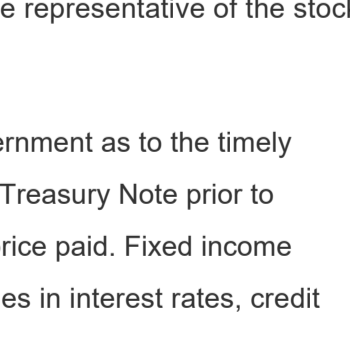 e representative of the stock
ernment as to the timely
Treasury Note prior to
rice paid. Fixed income
es in interest rates, credit